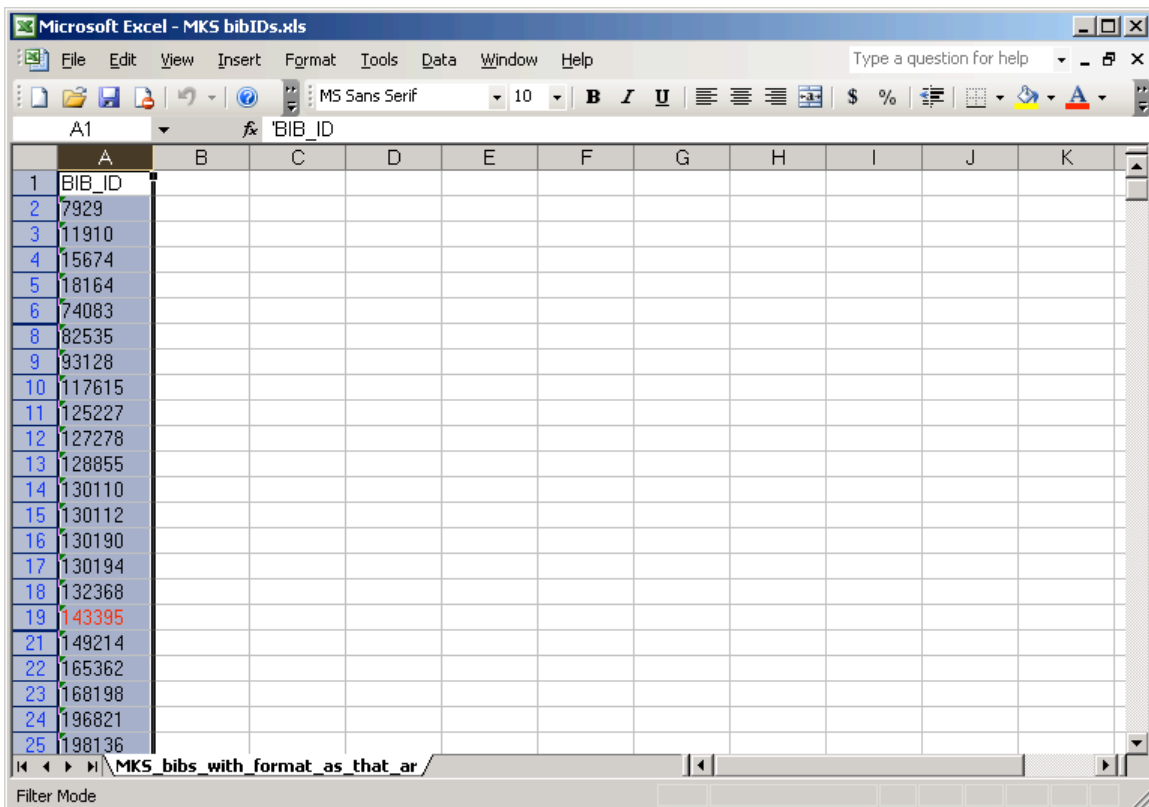 Microsoft Excel - MKS bibIDs.xls
File Edit View Insert Format Tools Data Window Help Type a question for help
MS Sans Serif 10 B I U $ % A
A1 fx 'BIB_ID
A B C D E F G H I J K
1 BIB_ID
2 7929
3 11910
4 15674
5 18164
6 74083
8 82535
9 93128
10 117615
11 125227
12 127278
13 128855
14 130110
15 130112
16 130190
17 130194
18 132368
19 143395
21 149214
22 165362
23 168198
24 196821
25 198136
MKS_bibs_with_format_as_that_ar
Filter Mode